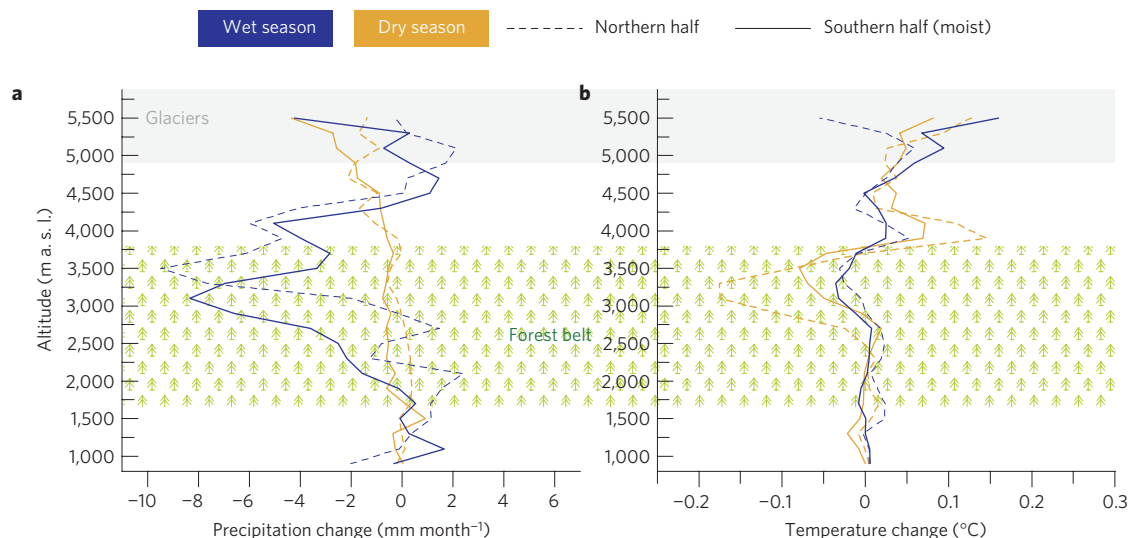 Wet season
Dry season
Northern half
Southern half (moist)
a
b
Altitude (m a. s. l.)
5,500
5,000
4,500
4,000
3,500
3,000
2,500
2,000
1,500
1,000
Glaciers
Forest belt
−10 −8 −6 −4 −2 0 2 4 6
Precipitation change (mm month⁻¹)
5,500
5,000
4,500
4,000
3,500
3,000
2,500
2,000
1,500
1,000
−0.2 −0.1 0 0.1 0.2 0.3
Temperature change (°C)